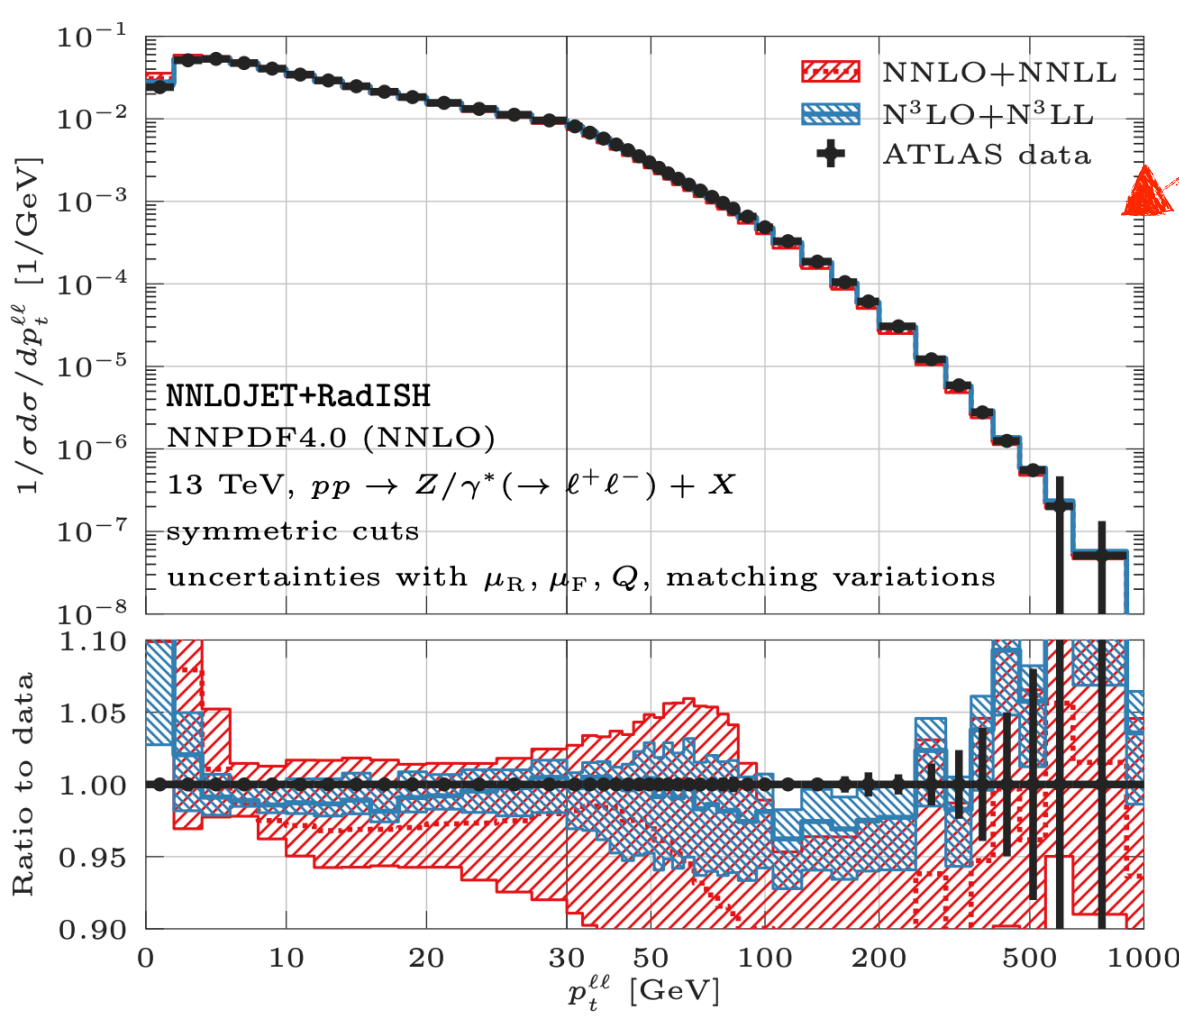 10⁻¹
10⁻²
10⁻³
10⁻⁴
10⁻⁵
10⁻⁶
10⁻⁷
10⁻⁸
1/σ dσ/dp_t^ℓℓ [1/GeV]
NNLO+NNLL
N³LO+N³LL
ATLAS data
NNLOJET+RadISH
NNPDF4.0 (NNLO)
13 TeV, pp → Z/γ*(→ ℓ⁺ℓ⁻) + X
symmetric cuts
uncertainties with μ_R, μ_F, Q, matching variations
1.10
1.05
1.00
0.95
0.90
Ratio to data
0 10 20 30 50 100 200 500 1000
p_t^ℓℓ [GeV]